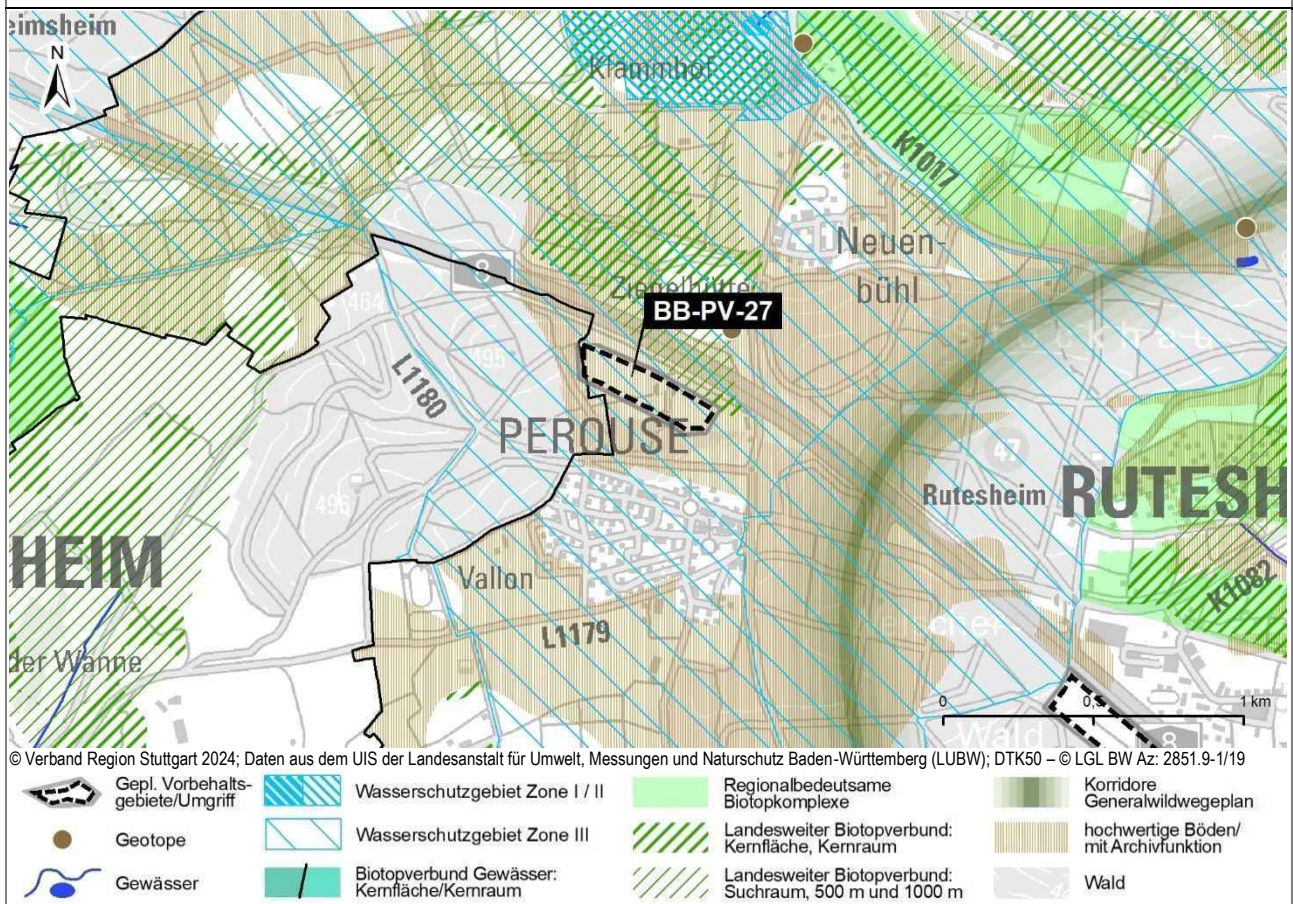 eimsheim
N
Klammhof
K1017
Neuen-
bühl
8
464
Ziegelhütte
BB-PV-27
495
L1180
PEROUSE
47
Rutesheim
RUTESH
496
HEIM
Vallon
K1082
L1179
der Wanne
0
0,5
1 km
Wald
8
© Verband Region Stuttgart 2024; Daten aus dem UIS der Landesanstalt für Umwelt, Messungen und Naturschutz Baden-Württemberg (LUBW); DTK50 – © LGL BW Az: 2851.9-1/19
Gepl. Vorbehalts-
gebiete/Umgriff
Geotope
Gewässer
Wasserschutzgebiet Zone I / II
Wasserschutzgebiet Zone III
Biotopverbund Gewässer:
Kernfläche/Kernraum
Regionalbedeutsame
Biotopkomplexe
Landesweiter Biotopverbund:
Kernfläche, Kernraum
Landesweiter Biotopverbund:
Suchraum, 500 m und 1000 m
Korridore
Generalwildwegeplan
hochwertige Böden/
mit Archivfunktion
Wald